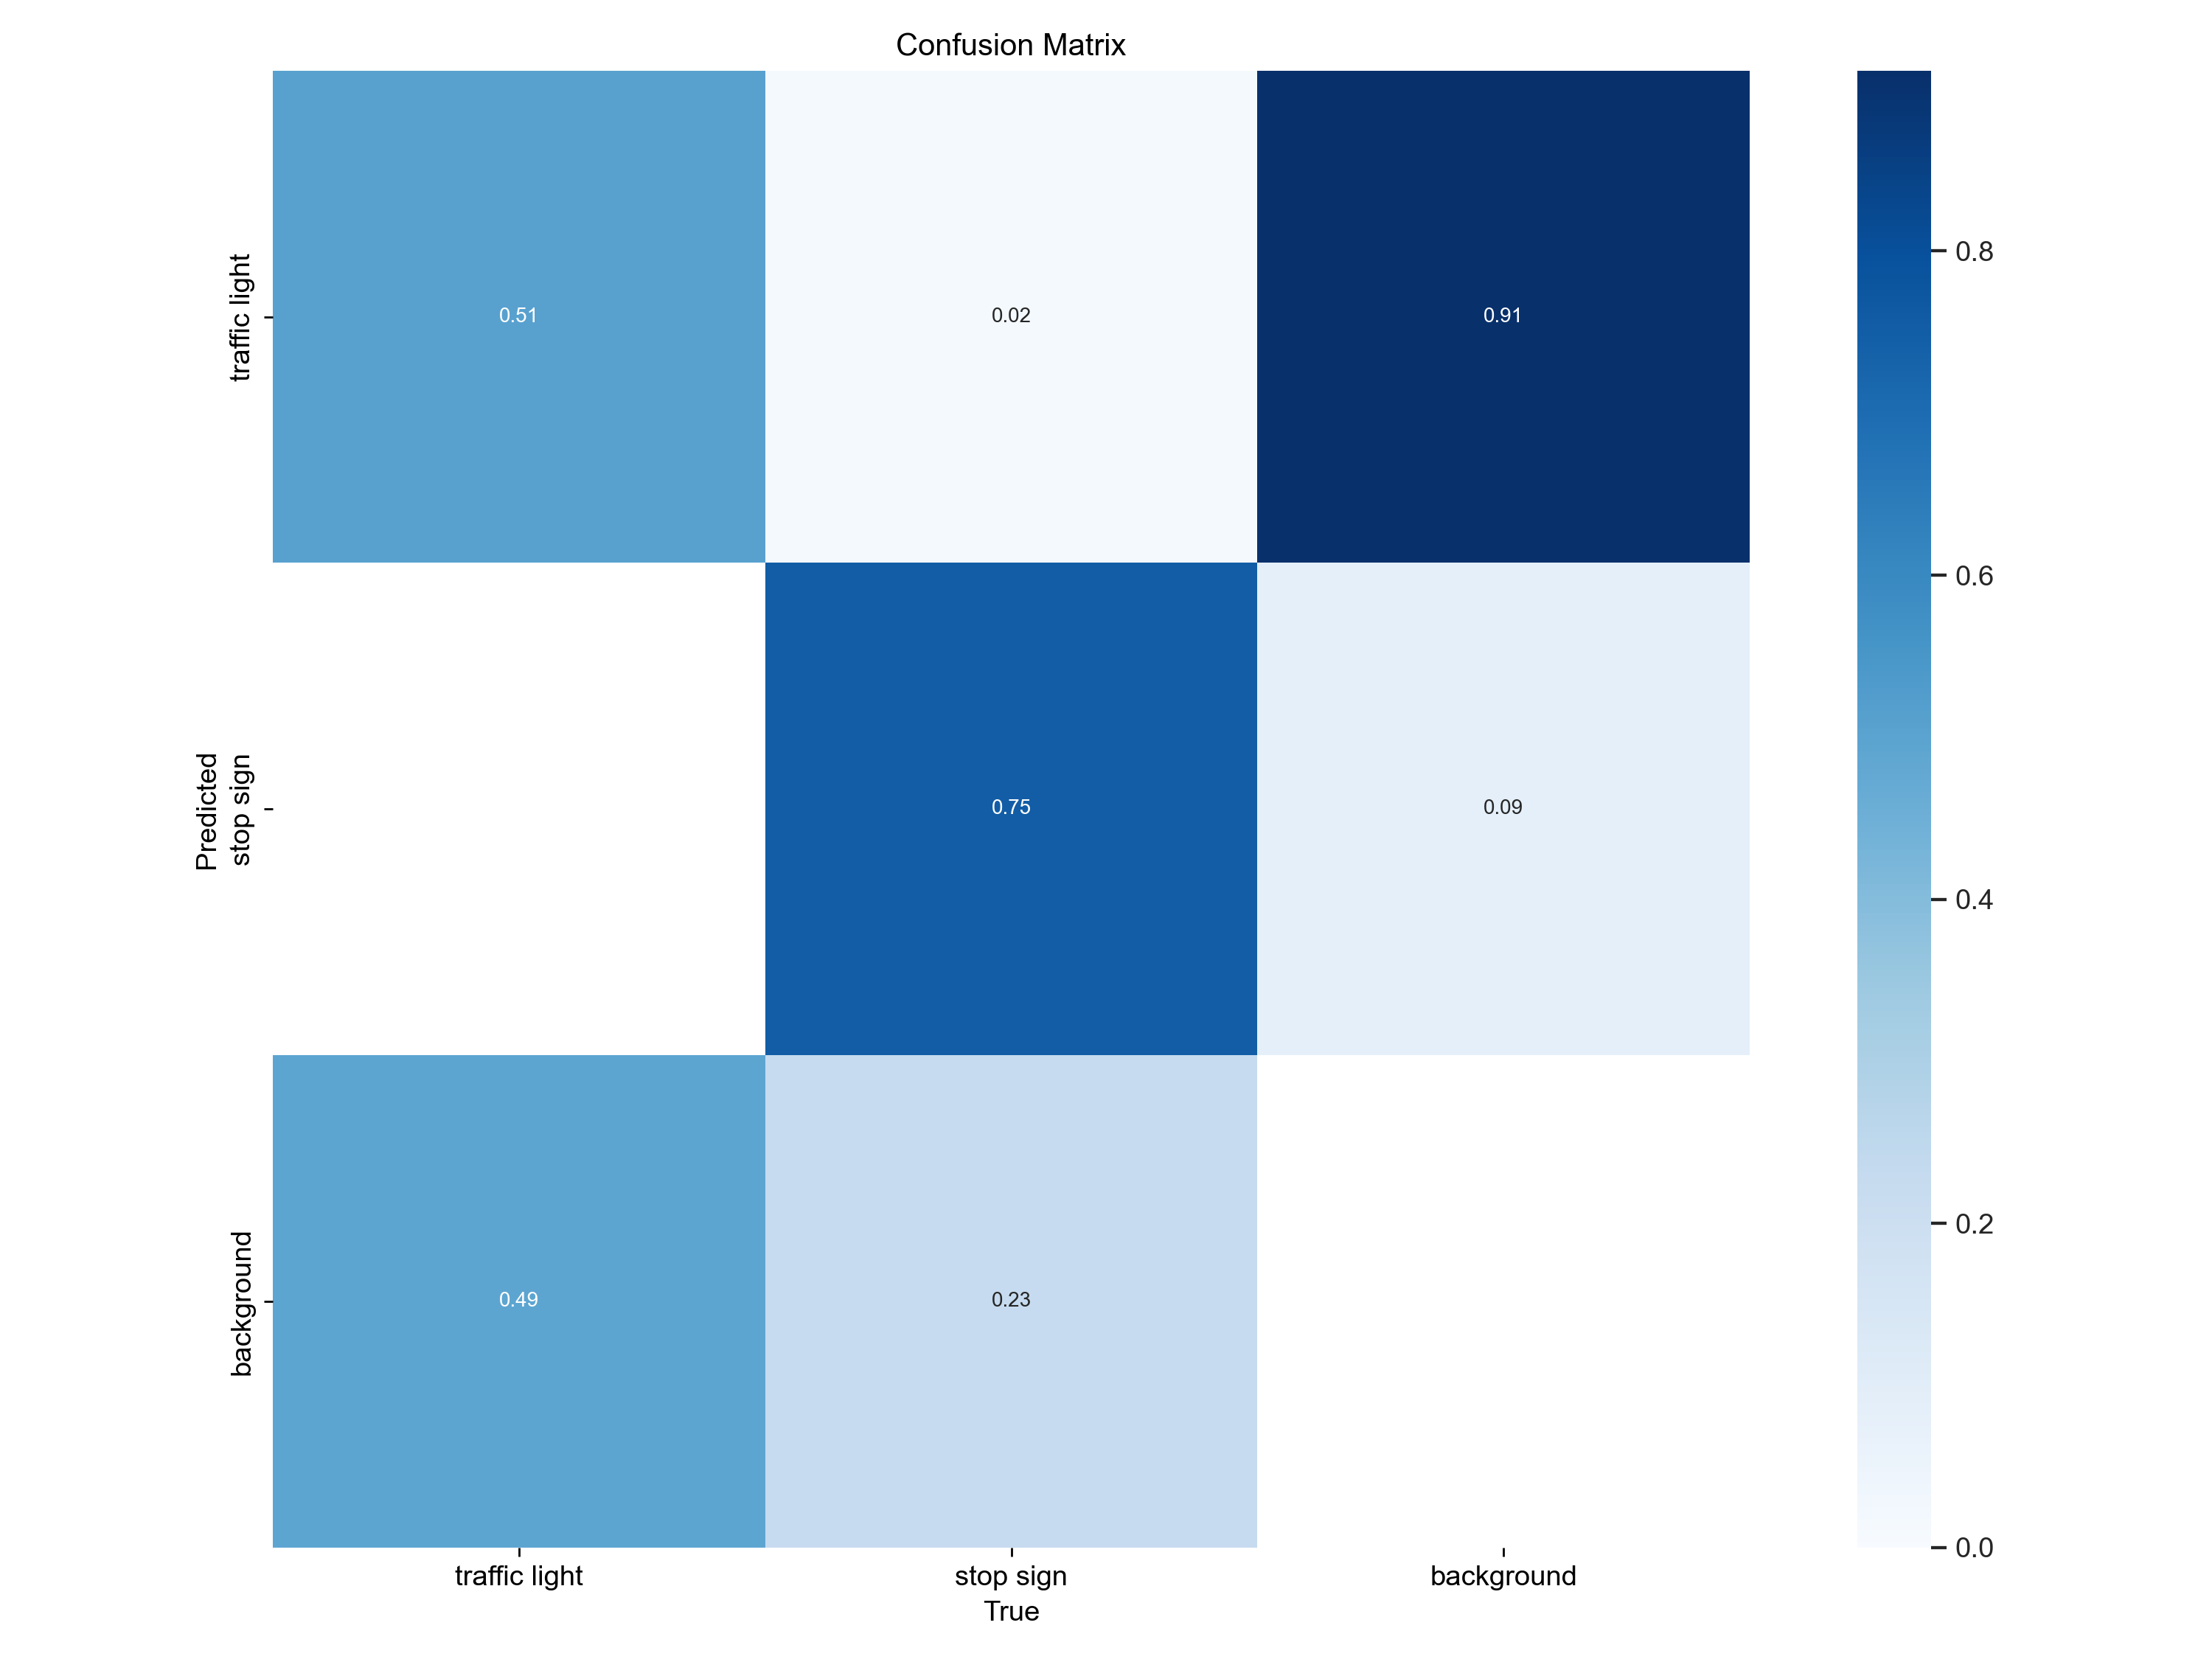 Confusion Matrix
traffic light
0.51
0.02
0.91
Predicted
stop sign
0.75
0.09
background
0.49
0.23
traffic light
stop sign
background
True
0.8
0.6
0.4
0.2
0.0